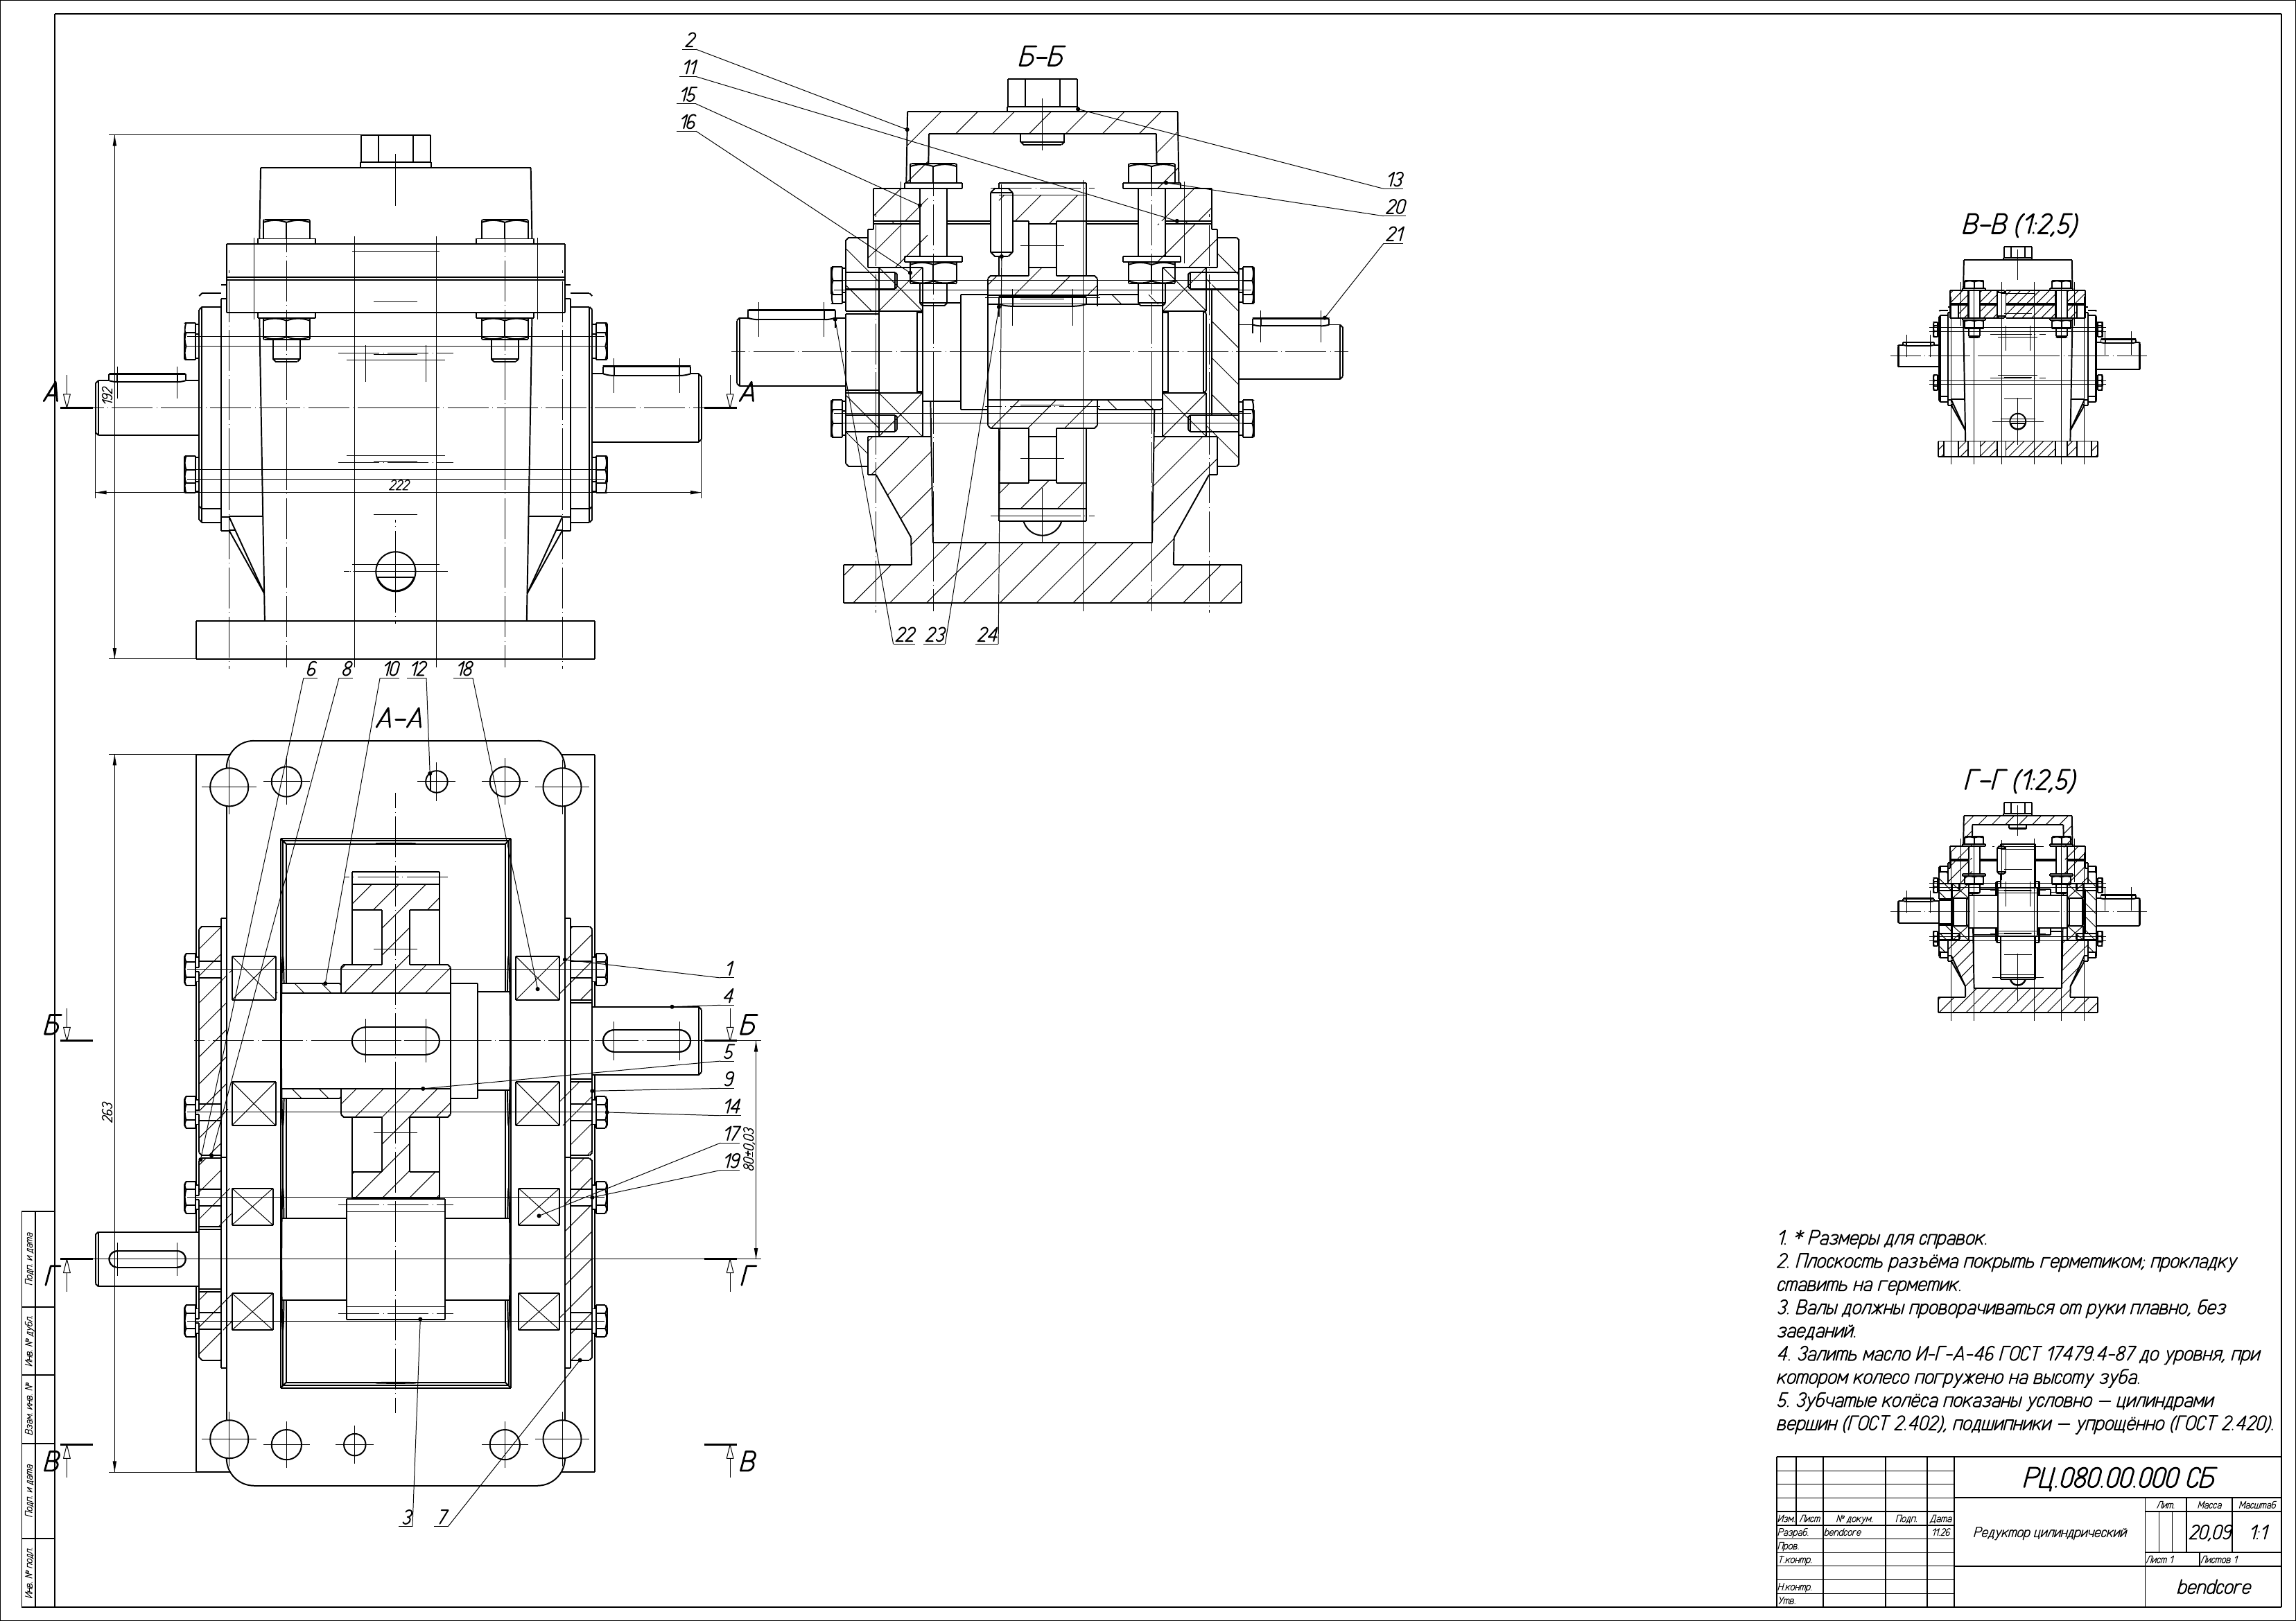 2
11
15
16
Б-Б
13
20
21
22
23
24
А
А
192
222
В-В (1:2,5)
6
8
10
12
18
А-А
1
4
5
9
14
17
19
Б
Б
263
80±0,03
Г
Г
В
В
3
7
Г-Г (1:2,5)
1. * Размеры для справок.
2. Плоскость разъёма покрыть герметиком; прокладку
ставить на герметик.
3. Валы должны проворачиваться от руки плавно, без
заеданий.
4. Залить масло И-Г-А-46 ГОСТ 17479.4-87 до уровня, при
котором колесо погружено на высоту зуба.
5. Зубчатые колёса показаны условно — цилиндрами
вершин (ГОСТ 2.402), подшипники — упрощённо (ГОСТ 2.420).
Подп. и дата
Инв. № дубл.
Взам. инв. №
Подп. и дата
Инв. № подл.
РЦ.080.00.000 СБ
Лит. Масса Масштаб
Изм. Лист № докум. Подп. Дата
Разраб. bendcore 11.26
Редуктор цилиндрический
20,09 1:1
Пров.
Т.контр.
Лист 1 Листов 1
Н.контр.
Утв.
bendcore